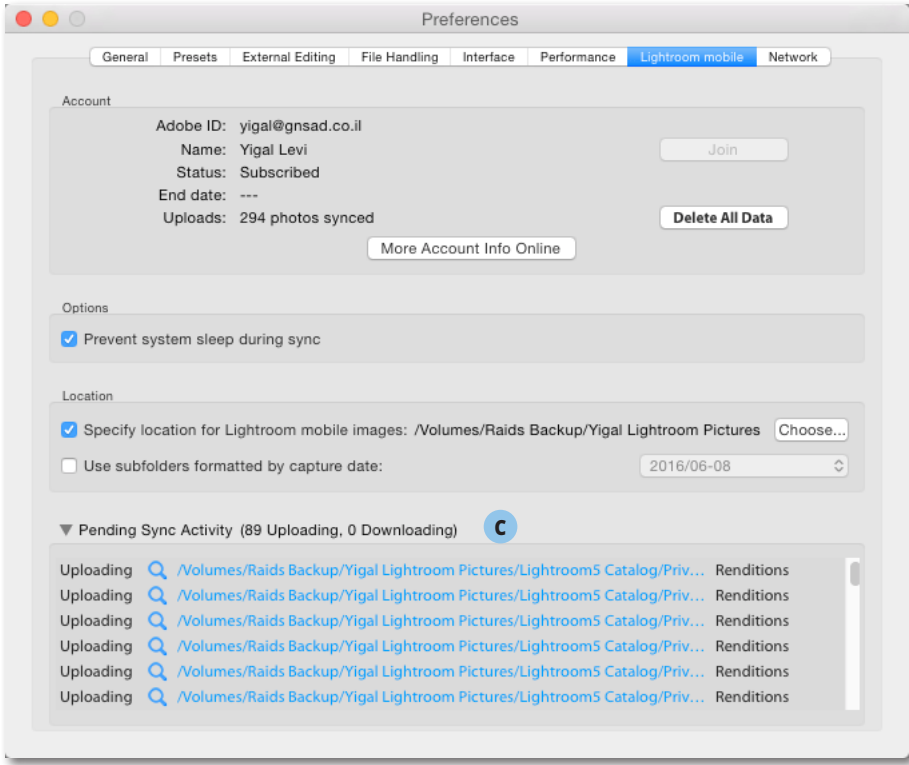 Preferences
General Presets External Editing File Handling Interface Performance Lightroom mobile Network
Account
Adobe ID: yigal@gnsad.co.il
Name: Yigal Levi
Join
Status: Subscribed
End date: ---
Uploads: 294 photos synced
Delete All Data
More Account Info Online
Options
Prevent system sleep during sync
Location
Specify location for Lightroom mobile images: /Volumes/Raids Backup/Yigal Lightroom Pictures Choose...
Use subfolders formatted by capture date: 2016/06-08
Pending Sync Activity (89 Uploading, 0 Downloading) C
Uploading /Volumes/Raids Backup/Yigal Lightroom Pictures/Lightroom5 Catalog/Priv... Renditions
Uploading /Volumes/Raids Backup/Yigal Lightroom Pictures/Lightroom5 Catalog/Priv... Renditions
Uploading /Volumes/Raids Backup/Yigal Lightroom Pictures/Lightroom5 Catalog/Priv... Renditions
Uploading /Volumes/Raids Backup/Yigal Lightroom Pictures/Lightroom5 Catalog/Priv... Renditions
Uploading /Volumes/Raids Backup/Yigal Lightroom Pictures/Lightroom5 Catalog/Priv... Renditions
Uploading /Volumes/Raids Backup/Yigal Lightroom Pictures/Lightroom5 Catalog/Priv... Renditions